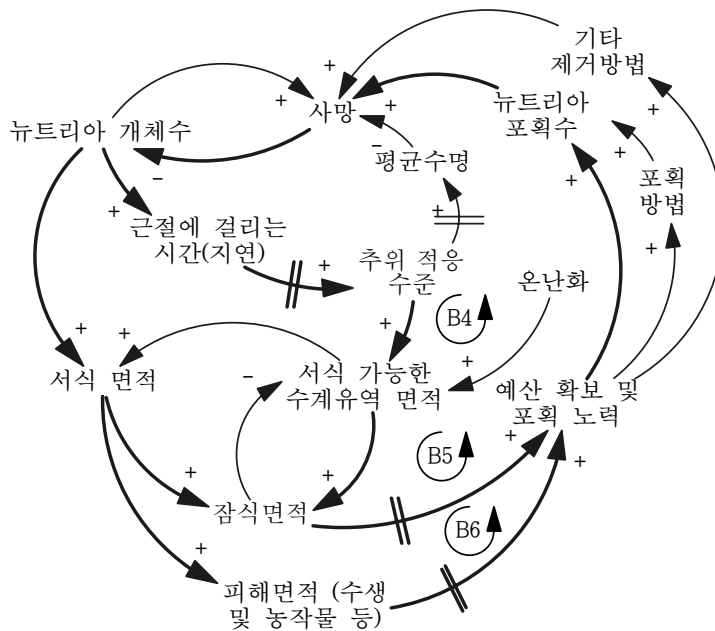 기타
제거방법
+
+
사망
+
+
뉴트리아
포획수
+
뉴트리아 개체수
−
−
평균수명
+
포획
방법
+
+
+
근절에 걸리는
시간(지연)
+
+
추위 적응
수준
온난화
B4
+
+
+
+
+
서식 면적
−
서식 가능한
수계유역 면적
예산 확보 및
포획 노력
+
+
B5
+
+
잠식면적
B6
+
피해면적 (수생
및 농작물 등)